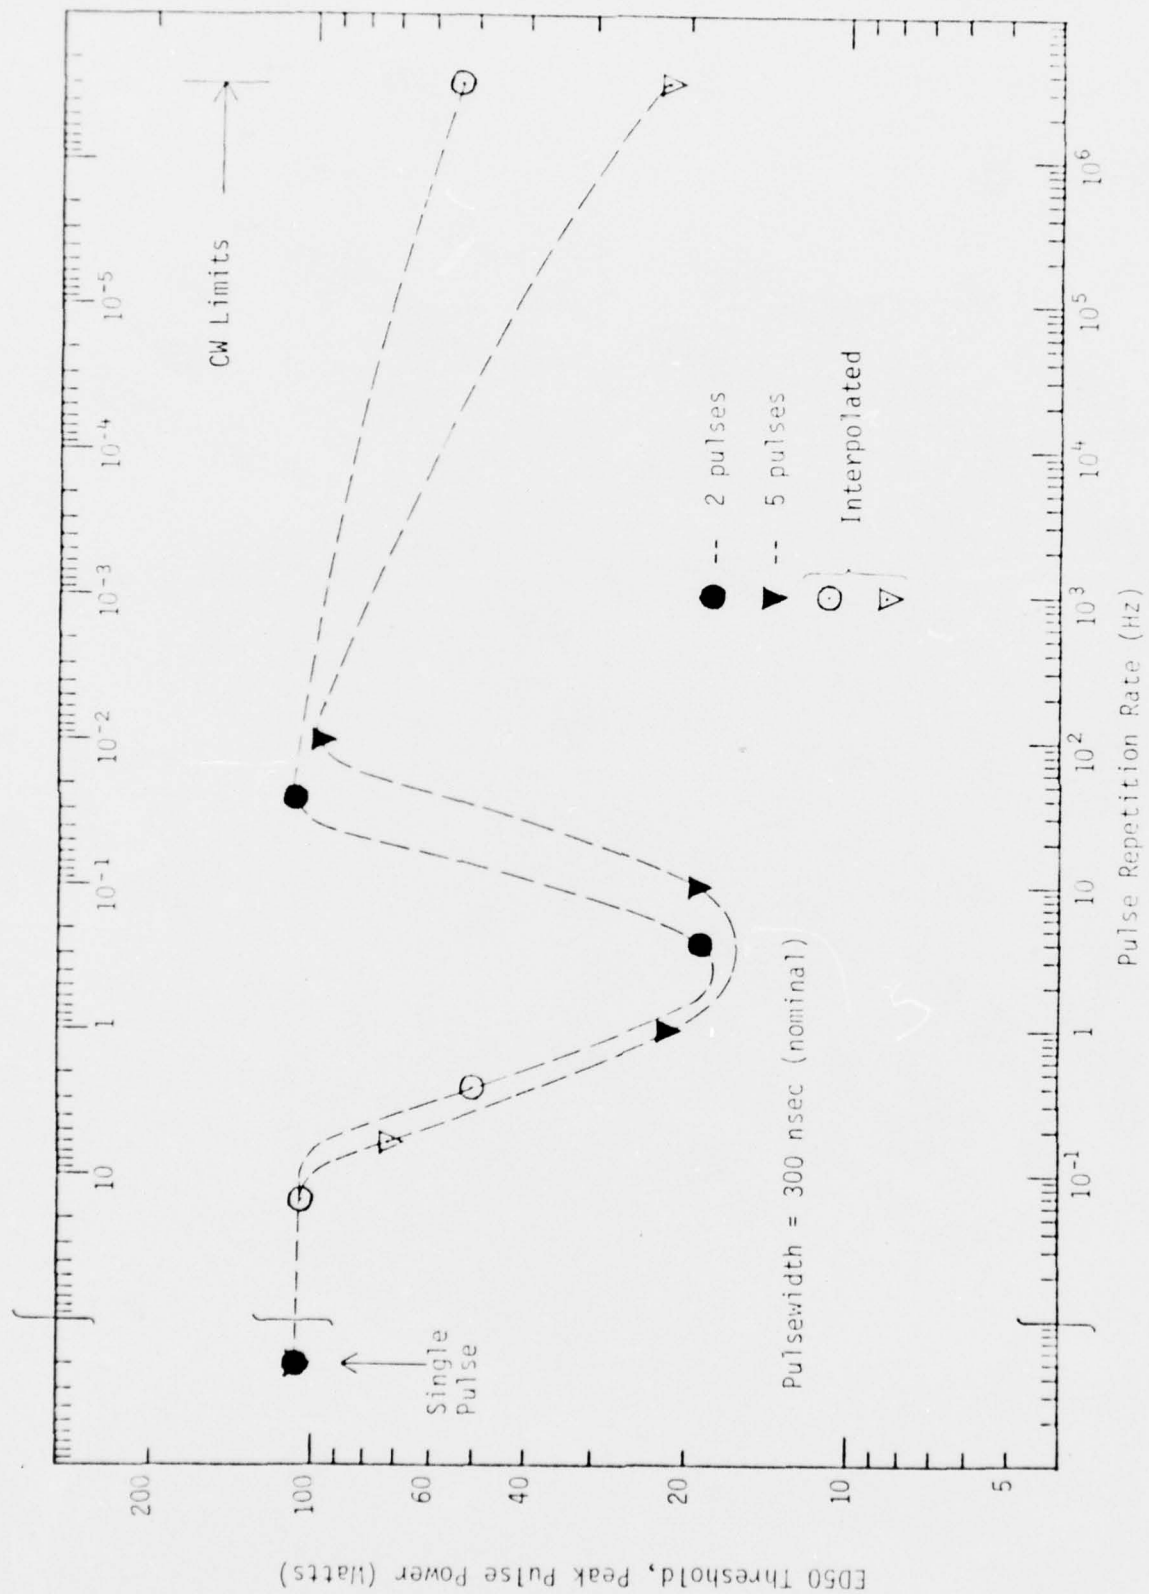 10
1
10-1
10-2
10-3
10-4
10-5
ED50 Threshold, Peak Pulse Power (Watts)
200
100
60
40
20
10
5
Single
Pulse
CW Limits
2 pulses
5 pulses
Interpolated
Pulsewidth = 300 nsec (nominal)
10-1
1
10
10²
10³
10⁴
10⁵
10⁶
Pulse Repetition Rate (Hz)